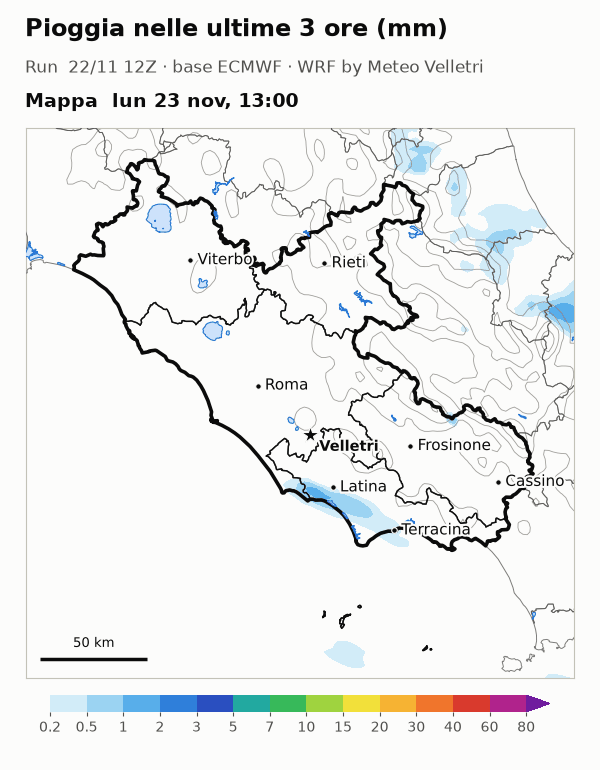 Pioggia nelle ultime 3 ore (mm)
Run 22/11 12Z · base ECMWF · WRF by Meteo Velletri
Mappa lun 23 nov, 13:00
Viterbo
Rieti
Roma
Velletri
Frosinone
Latina
Cassino
Terracina
50 km
0.2 0.5 1 2 3 5 7 10 15 20 30 40 60 80